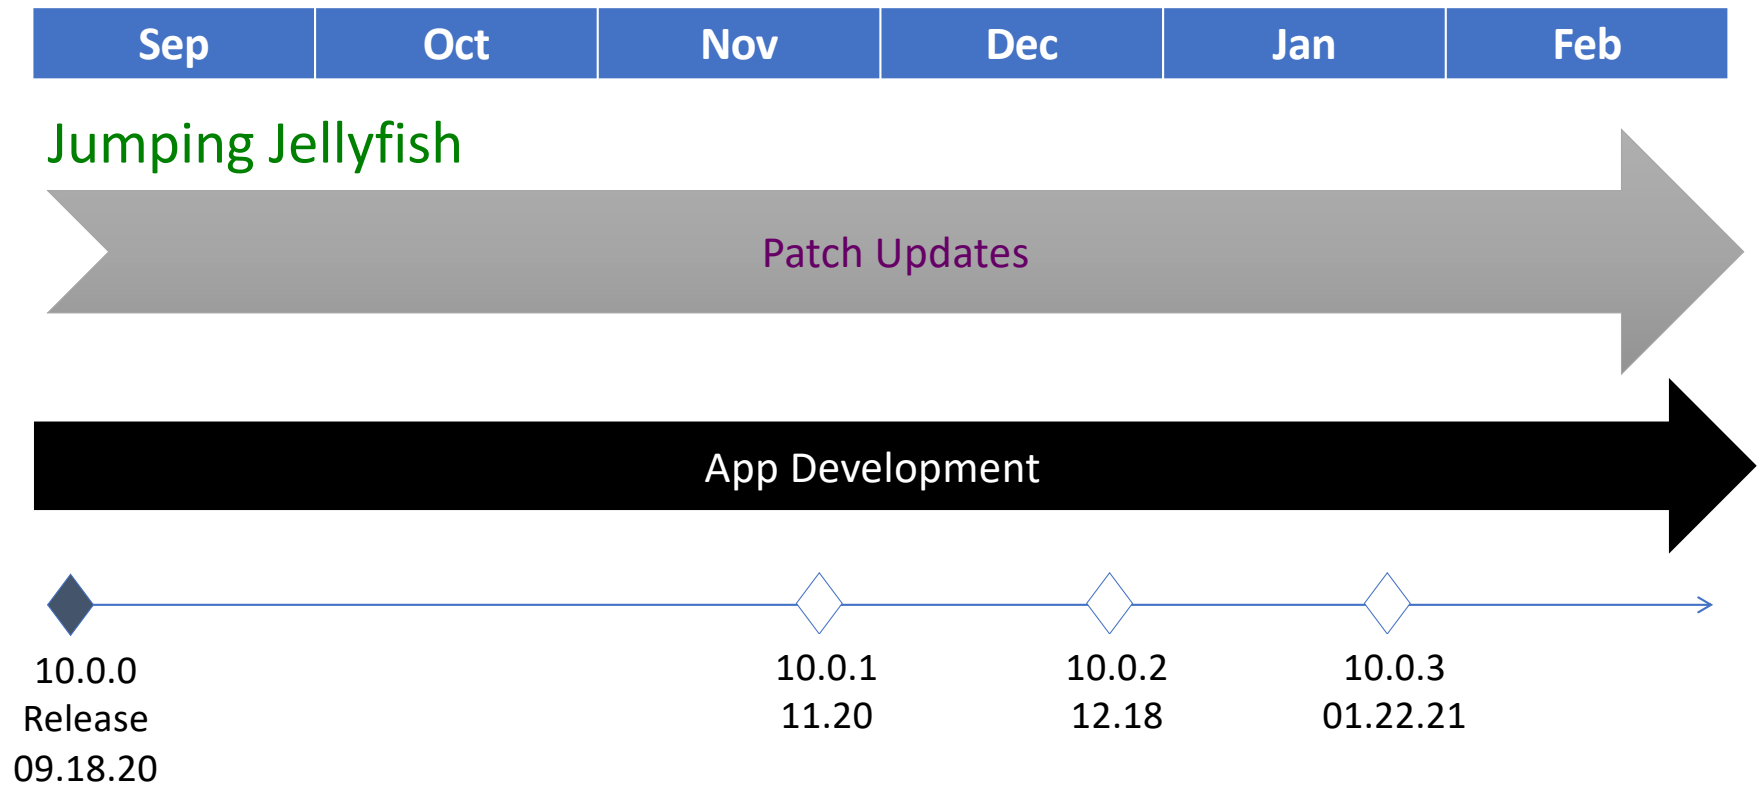 Sep Oct Nov Dec Jan Feb
Jumping Jellyfish
Patch Updates
App Development
10.0.0
Release
09.18.20
10.0.1
11.20
10.0.2
12.18
10.0.3
01.22.21